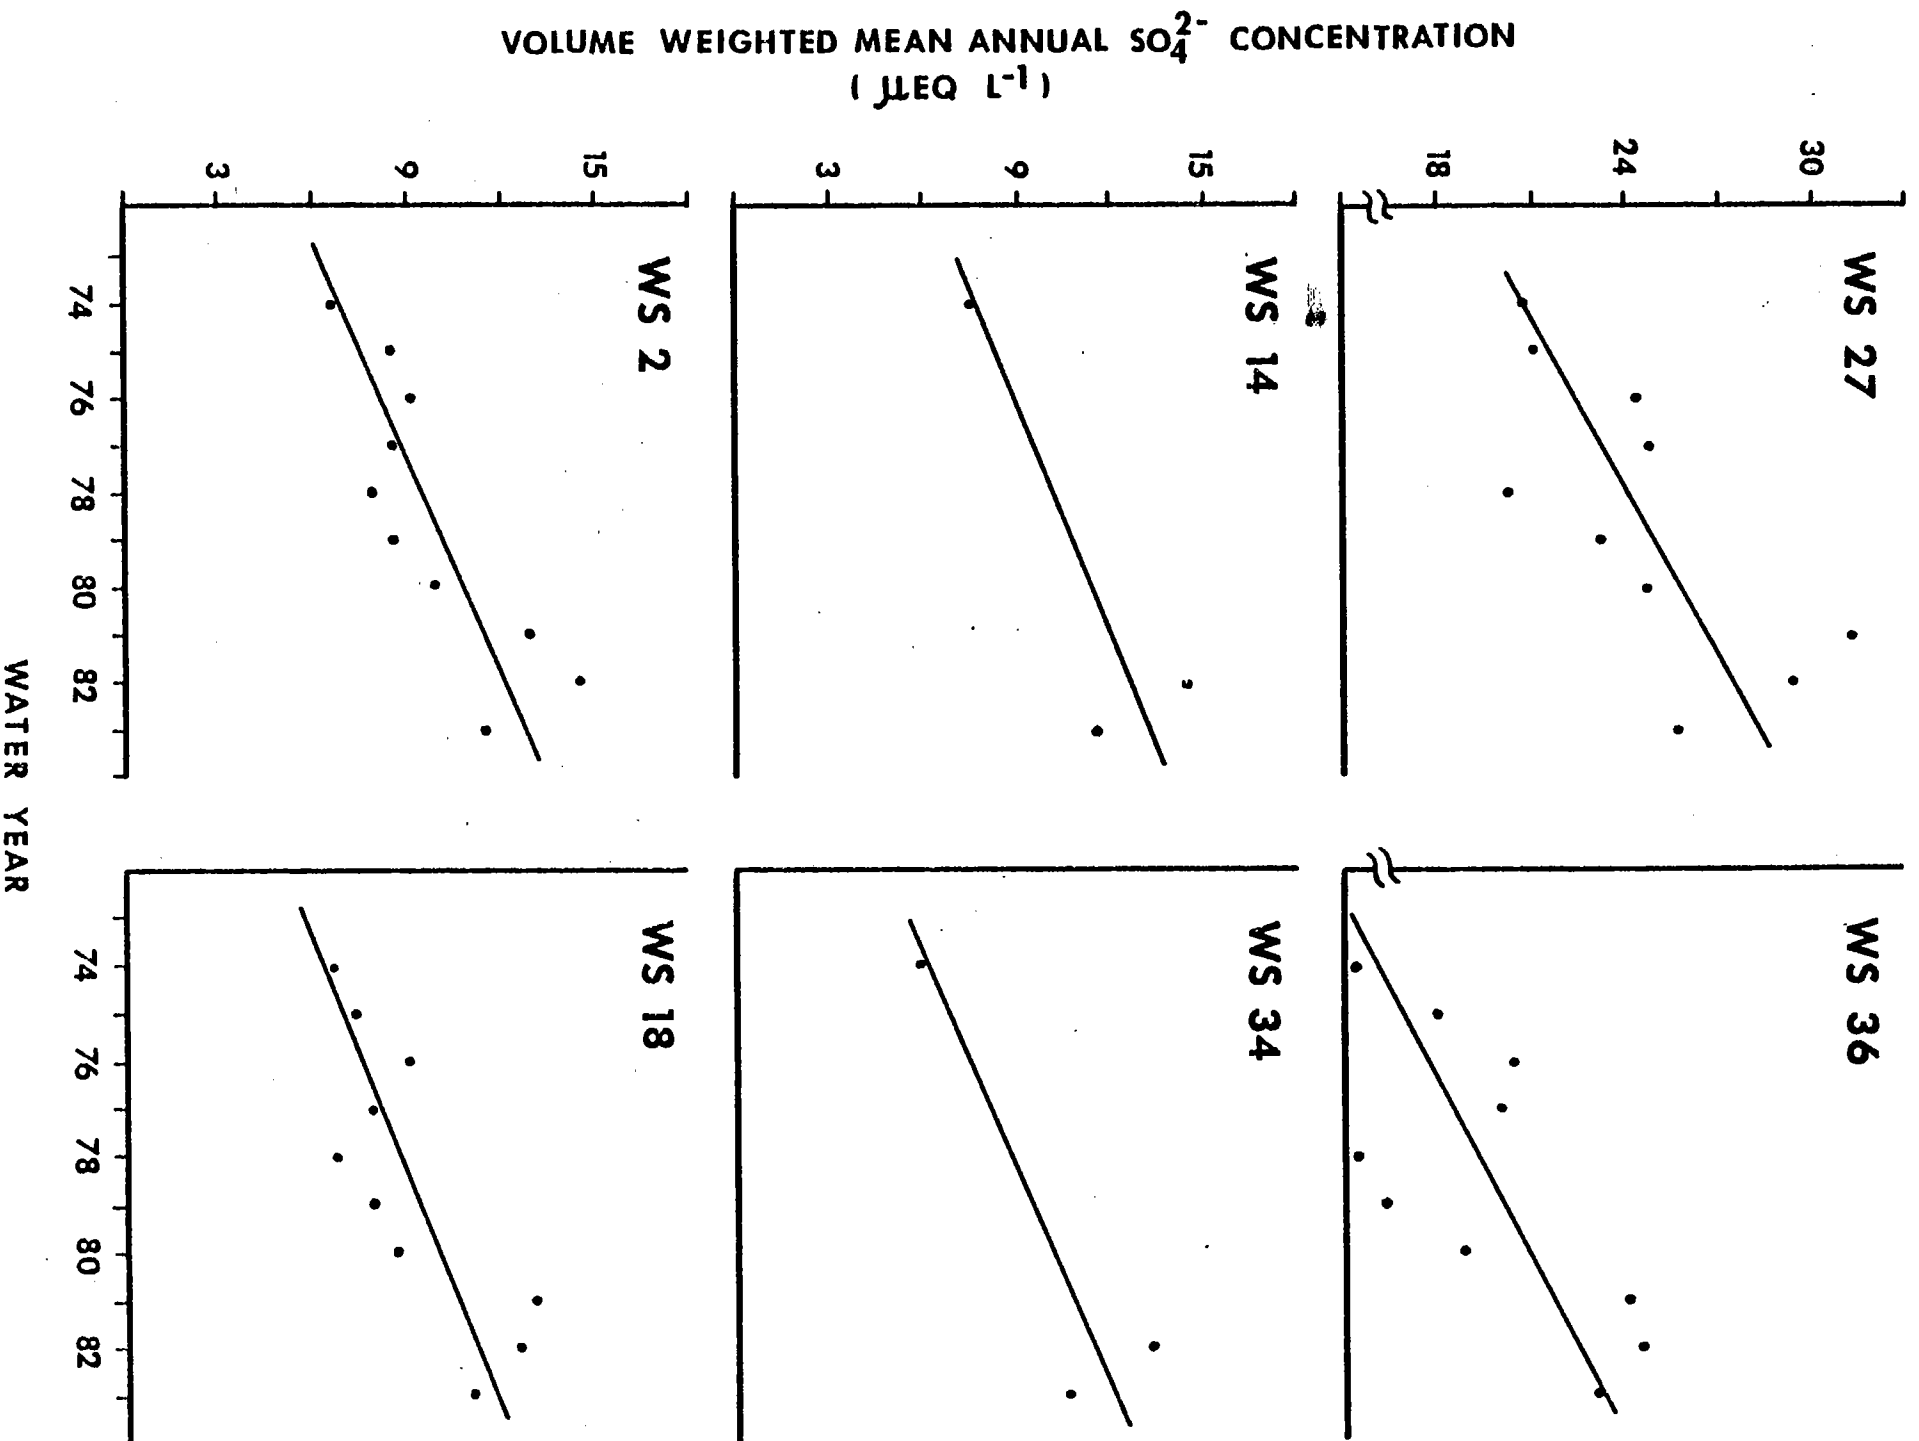 VOLUME WEIGHTED MEAN ANNUAL SO₄²⁻ CONCENTRATION
( µEQ L⁻¹ )
3 9 15
3 9 15
18 24 30
WS 2
WS 14
WS 27
74 76 78 80 82
WS 18
WS 34
WS 36
74 76 78 80 82
WATER YEAR